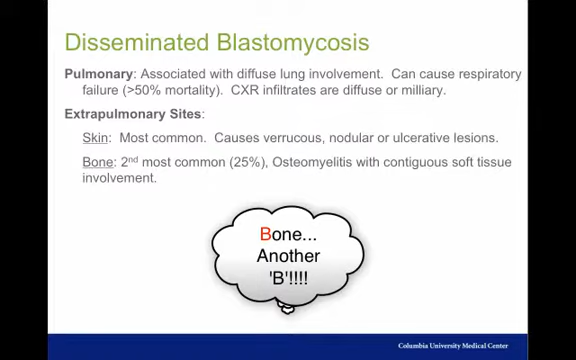 Disseminated Blastomycosis
Pulmonary: Associated with diffuse lung involvement. Can cause respiratory
failure (>50% mortality). CXR infiltrates are diffuse or milliary.
Extrapulmonary Sites:
Skin: Most common. Causes verrucous, nodular or ulcerative lesions.
Bone: 2nd most common (25%), Osteomyelitis with contiguous soft tissue
involvement.
Bone...
Another
'B'!!!!
Columbia University Medical Center